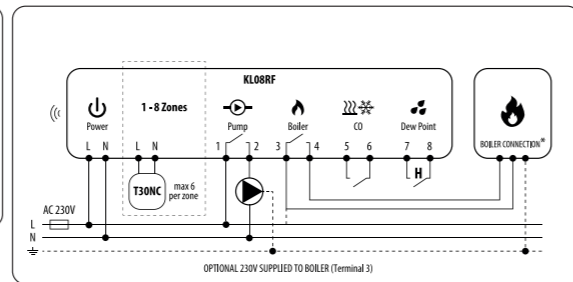 KL08RF
Power
1 - 8 Zones
Pump
Boiler
CO
Dew Point
BOILER CONNECTION*
L N L N 1 2 3 4 5 6 7 8
T30NC
max 6
per zone
H
AC 230V
L
N
OPTIONAL 230V SUPPLIED TO BOILER (Terminal 3)